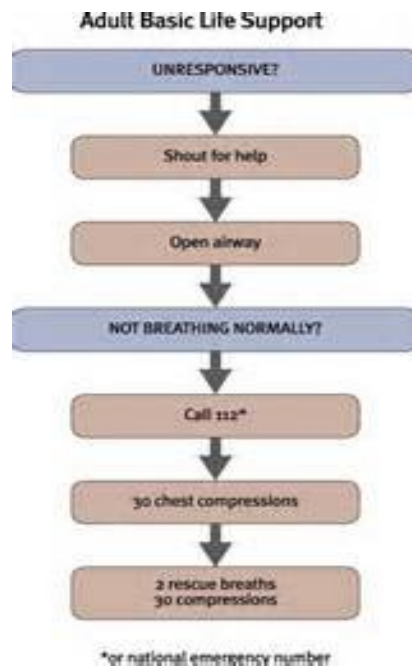 Adult Basic Life Support
UNRESPONSIVE?
Shout for help
Open airway
NOT BREATHING NORMALLY?
Call 112*
30 chest compressions
2 rescue breaths
30 compressions
*or national emergency number